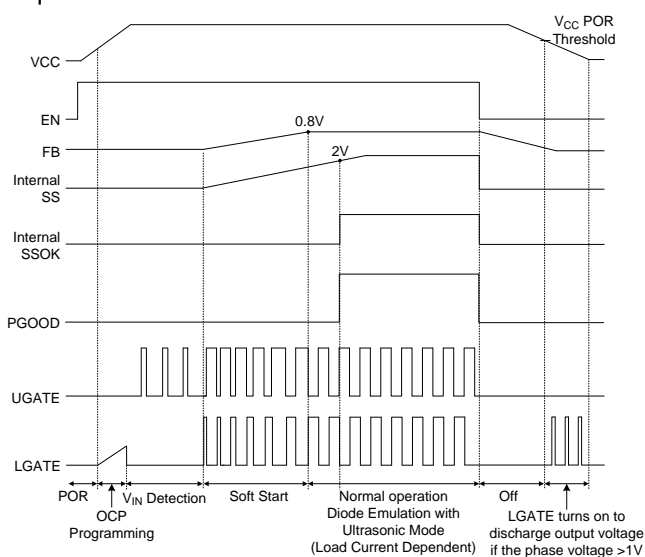 VCC POR
Threshold
VCC
EN
0.8V
FB
2V
Internal
SS
Internal
SSOK
PGOOD
UGATE
LGATE
POR
OCP
Programming
VIN Detection
Soft Start
Normal operation
Diode Emulation with
Ultrasonic Mode
(Load Current Dependent)
Off
LGATE turns on to
discharge output voltage
if the phase voltage >1V